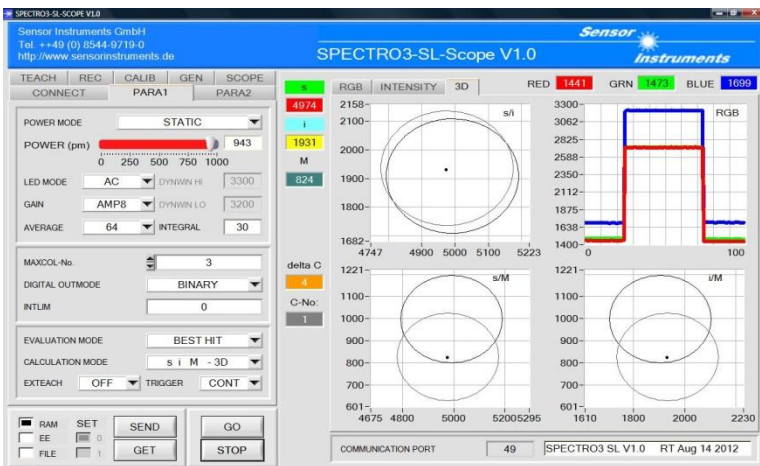 SPECTRO3-SL-SCOPE V1.0
Sensor Instruments GmbH
Tel. ++49 (0) 8544-9719-0
http://www.sensorinstruments.de
SPECTRO3-SL-Scope V1.0
Sensor
Instruments
TEACH REC CALIB GEN SCOPE
CONNECT PARA1 PARA2
POWER MODE STATIC
POWER (pm) 943
0 250 500 750 1000
LED MODE AC DYNWIN HI 3300
GAIN AMP8 DYNWIN LO 3200
AVERAGE 64 INTEGRAL 30
MAXCOL-No. 3
DIGITAL OUTMODE BINARY
INTLIM 0
EVALUATION MODE BEST HIT
CALCULATION MODE s i M - 3D
EXTEACH OFF TRIGGER CONT
RAM SET SEND GO
EE 0
FILE 1 GET STOP
s
4974
i
1931
M
824
delta C
4
C-No:
1
RGB INTENSITY 3D RED 1441 GRN 1473 BLUE 1699
s/i
2158
2100
2000
1900
1800
1682
4747 4900 5000 5100 5223
RGB
3300
3062
2825
2588
2350
2112
1875
1638
1400
0 100
s/M
1221
1100
1000
900
800
700
601
4675 4800 5000 52005295
i/M
1221
1100
1000
900
800
700
601
1610 1800 2000 2230
COMMUNICATION PORT 49 SPECTRO3 SL V1.0 RT Aug 14 2012